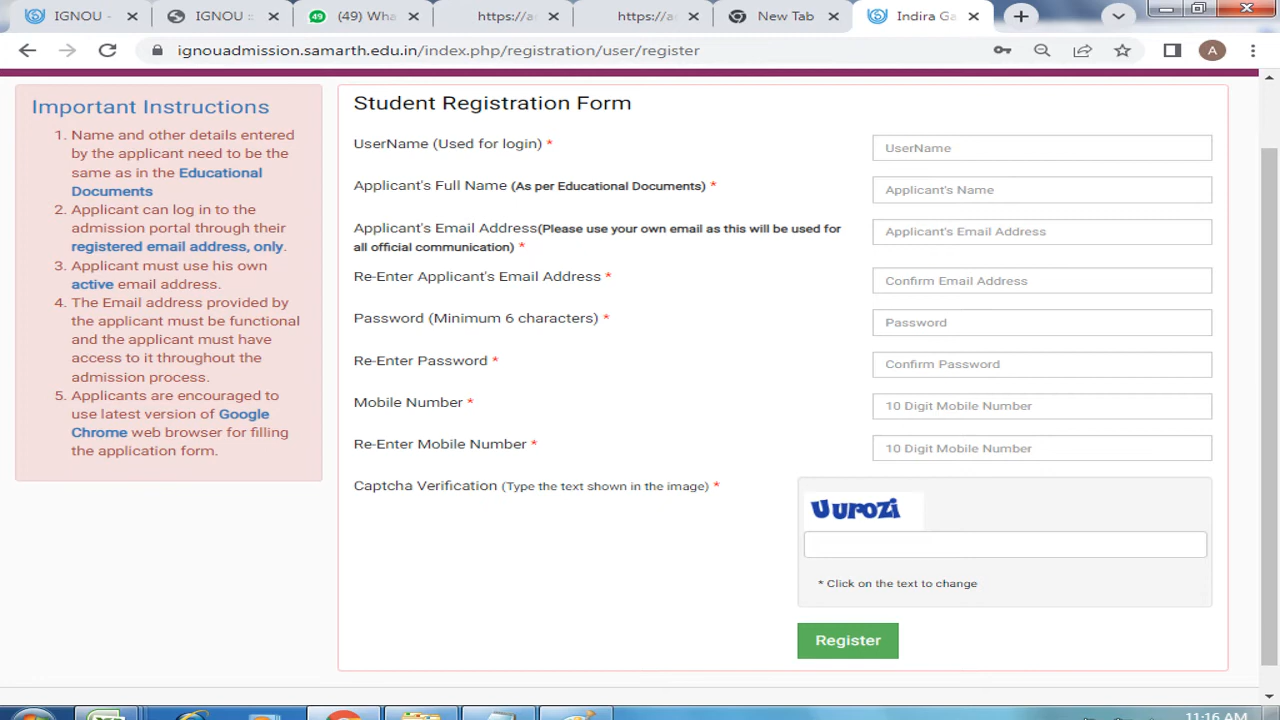 IGNOU -
IGNOU ::
49
(49) Wha
https://a
https://a
New Tab
Indira Ga
ignouadmission.samarth.edu.in/index.php/registration/user/register
A
Important Instructions
1. Name and other details entered
by the applicant need to be the
same as in the Educational
Documents
2. Applicant can log in to the
admission portal through their
registered email address, only.
3. Applicant must use his own
active email address.
4. The Email address provided by
the applicant must be functional
and the applicant must have
access to it throughout the
admission process.
5. Applicants are encouraged to
use latest version of Google
Chrome web browser for filling
the application form.
Student Registration Form
UserName (Used for login) *
UserName
Applicant's Full Name (As per Educational Documents) *
Applicant's Name
Applicant's Email Address(Please use your own email as this will be used for
all official communication) *
Applicant's Email Address
Re-Enter Applicant's Email Address *
Confirm Email Address
Password (Minimum 6 characters) *
Password
Re-Enter Password *
Confirm Password
Mobile Number *
10 Digit Mobile Number
Re-Enter Mobile Number *
10 Digit Mobile Number
Captcha Verification (Type the text shown in the image) *
Uurozi
* Click on the text to change
Register
11:16 AM